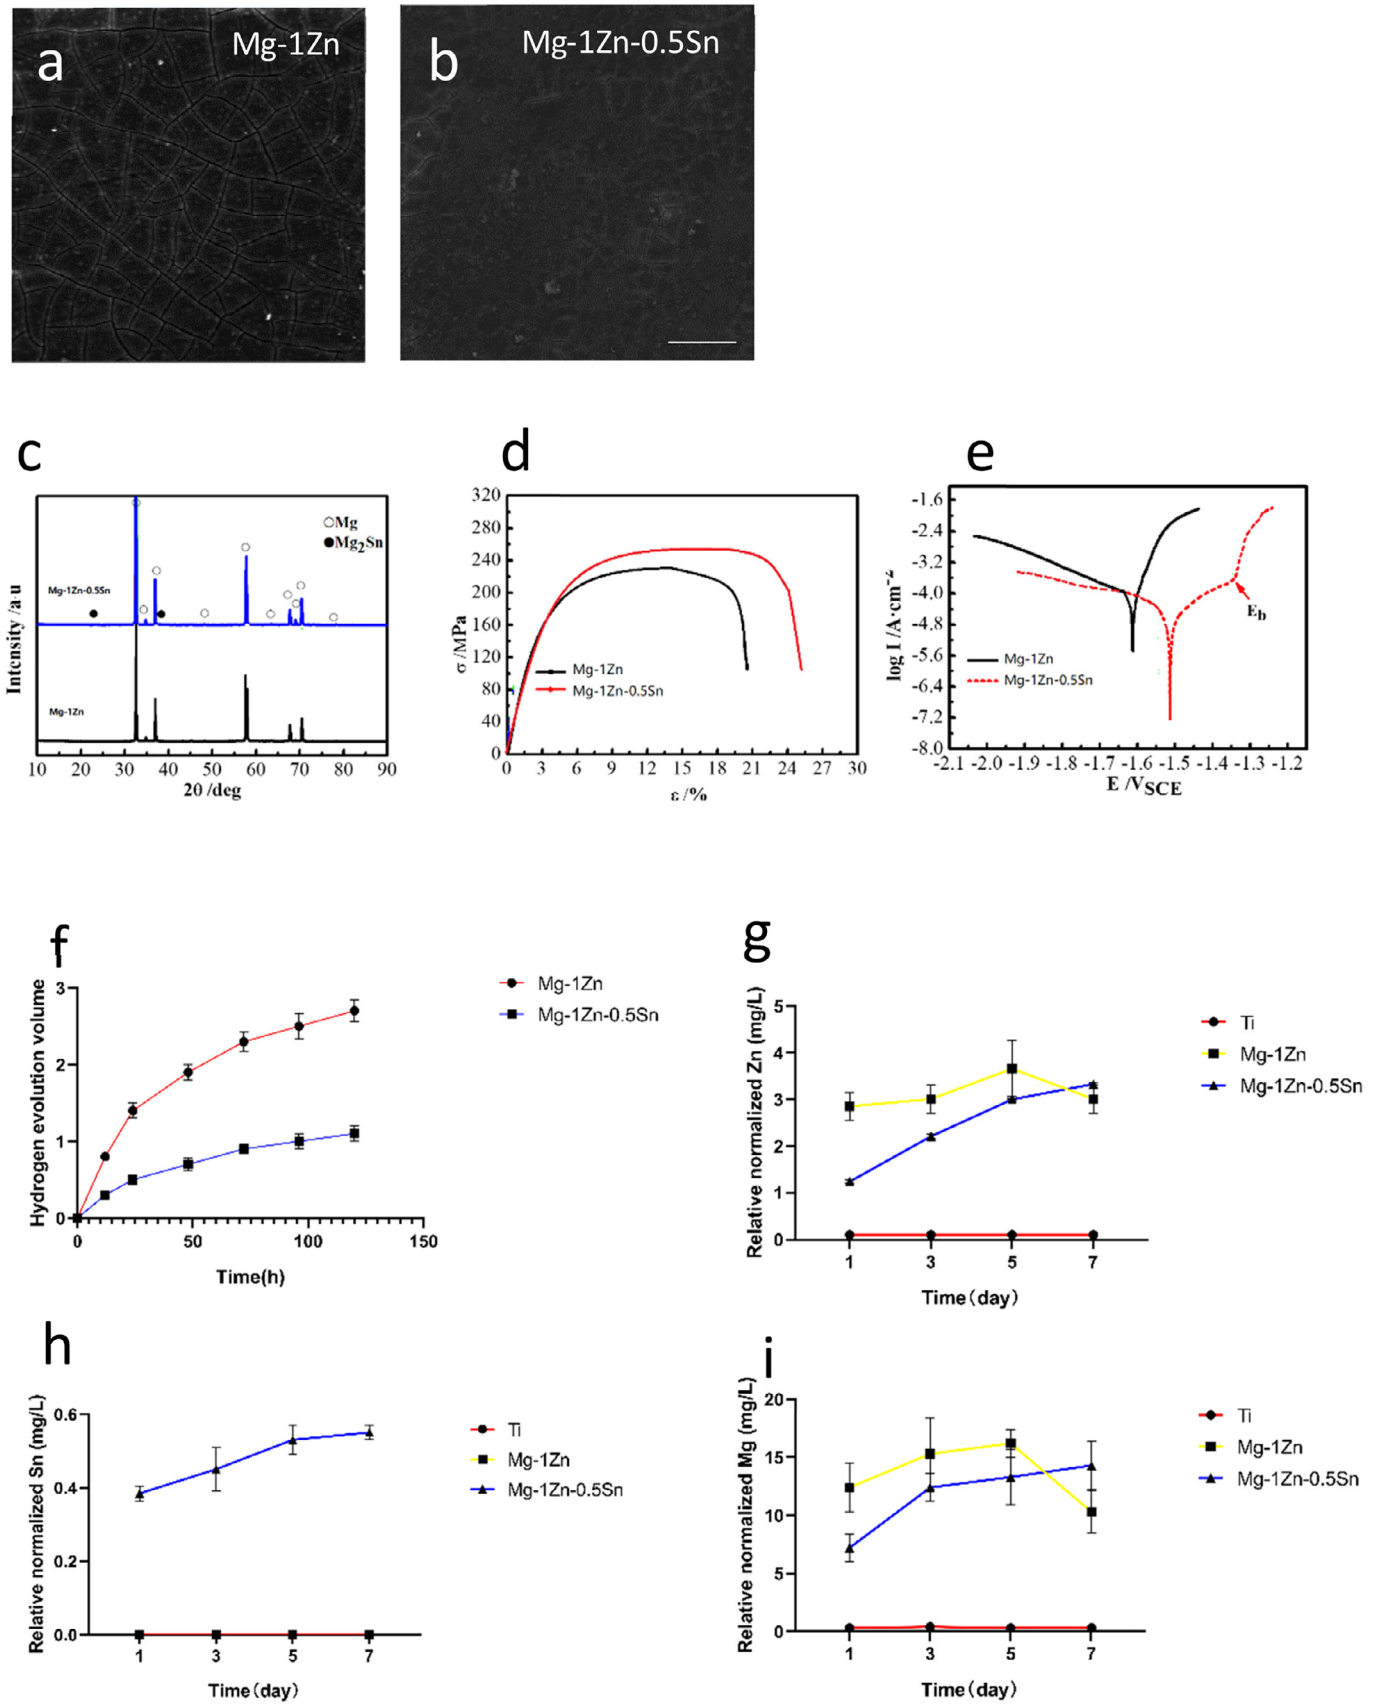 a
Mg-1Zn
b
Mg-1Zn-0.5Sn
c
Intensity /a·u
○Mg
●Mg₂Sn
Mg-1Zn-0.5Sn
Mg-1Zn
10 20 30 40 50 60 70 80 90
2θ /deg
d
σ /MPa
320
280
240
200
160
120
80
40
0
Mg-1Zn
Mg-1Zn-0.5Sn
0 3 6 9 12 15 18 21 24 27 30
ε /%
e
log I /A·cm⁻²
-1.6
-2.4
-3.2
-4.0
-4.8
-5.6
-6.4
-7.2
-8.0
E_b
Mg-1Zn
Mg-1Zn-0.5Sn
-2.1 -2.0 -1.9 -1.8 -1.7 -1.6 -1.5 -1.4 -1.3 -1.2
E /V_SCE
f
Hydrogen evolution volume
3
2
1
0
0 50 100 150
Time(h)
Mg-1Zn
Mg-1Zn-0.5Sn
g
Relative normalized Zn (mg/L)
5
4
3
2
1
0
1 3 5 7
Time(day)
Ti
Mg-1Zn
Mg-1Zn-0.5Sn
h
Relative normalized Sn (mg/L)
0.6
0.4
0.2
0.0
1 3 5 7
Time(day)
Ti
Mg-1Zn
Mg-1Zn-0.5Sn
i
Relative normalized Mg (mg/L)
20
15
10
5
0
1 3 5 7
Time(day)
Ti
Mg-1Zn
Mg-1Zn-0.5Sn